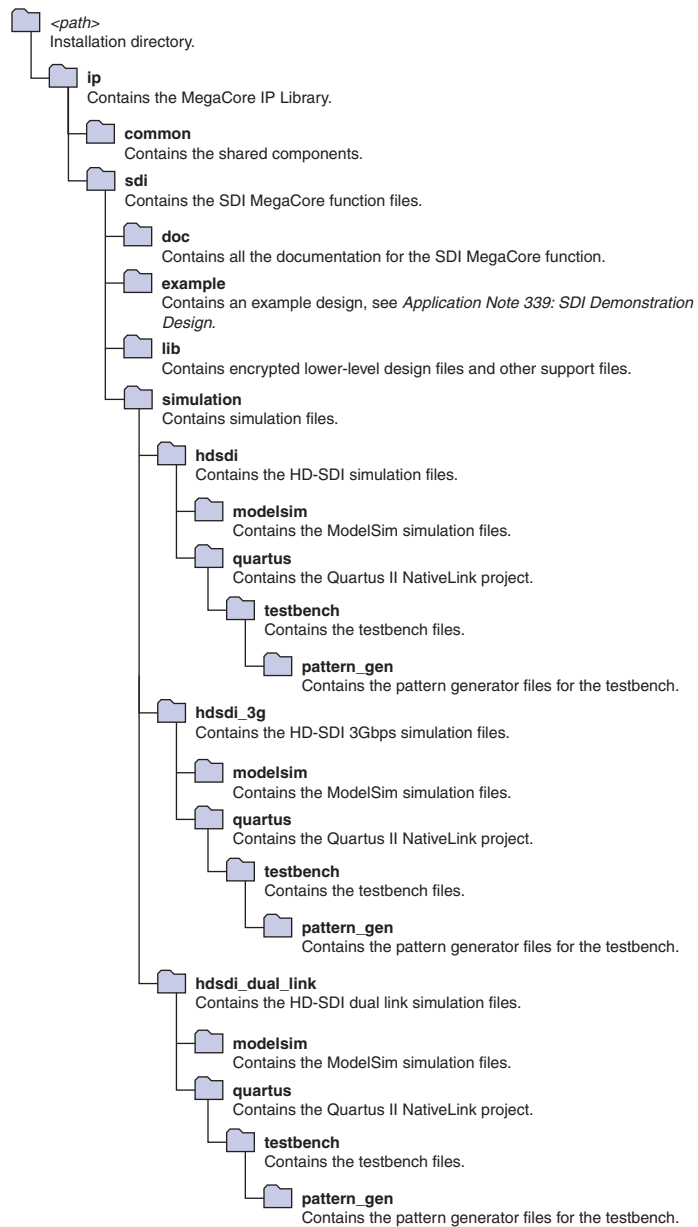 <path>
Installation directory.
ip
Contains the MegaCore IP Library.
common
Contains the shared components.
sdi
Contains the SDI MegaCore function files.
doc
Contains all the documentation for the SDI MegaCore function.
example
Contains an example design, see Application Note 339: SDI Demonstration
Design.
lib
Contains encrypted lower-level design files and other support files.
simulation
Contains simulation files.
hdsdi
Contains the HD-SDI simulation files.
modelsim
Contains the ModelSim simulation files.
quartus
Contains the Quartus II NativeLink project.
testbench
Contains the testbench files.
pattern_gen
Contains the pattern generator files for the testbench.
hdsdi_3g
Contains the HD-SDI 3Gbps simulation files.
modelsim
Contains the ModelSim simulation files.
quartus
Contains the Quartus II NativeLink project.
testbench
Contains the testbench files.
pattern_gen
Contains the pattern generator files for the testbench.
hdsdi_dual_link
Contains the HD-SDI dual link simulation files.
modelsim
Contains the ModelSim simulation files.
quartus
Contains the Quartus II NativeLink project.
testbench
Contains the testbench files.
pattern_gen
Contains the pattern generator files for the testbench.